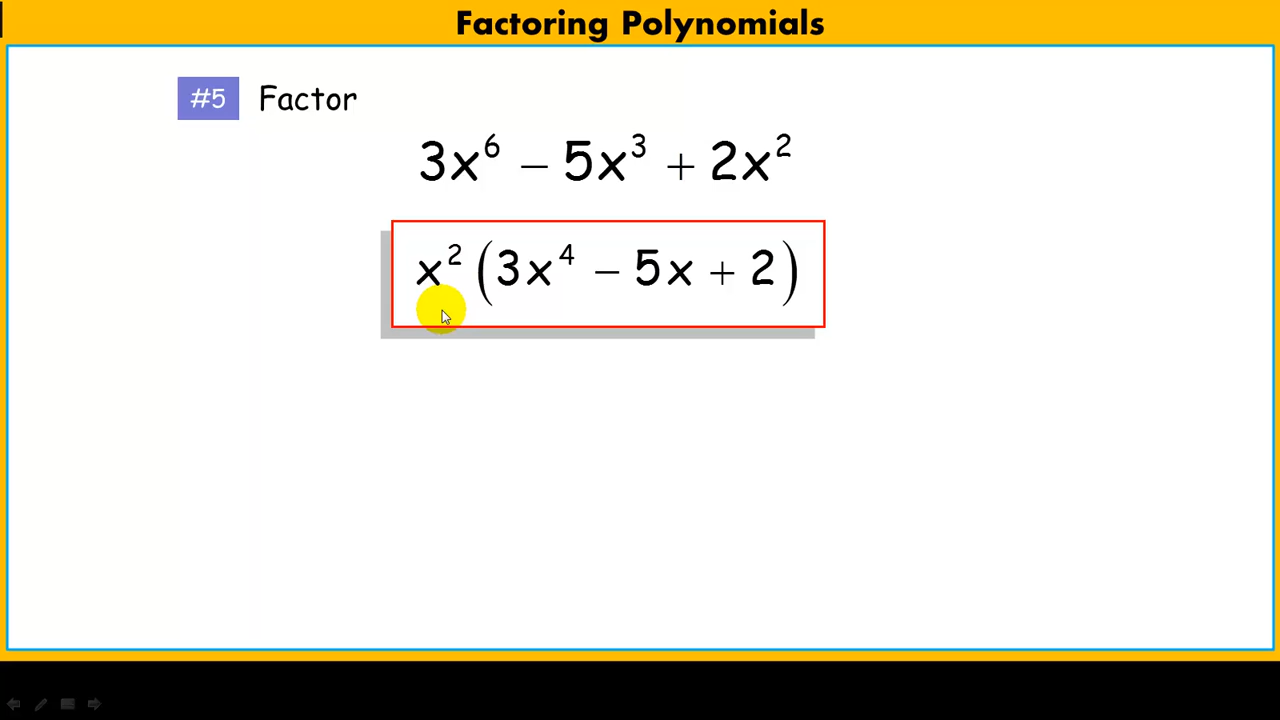 Factoring Polynomials
#5 Factor
3x⁶ − 5x³ + 2x²
x² (3x⁴ − 5x + 2)